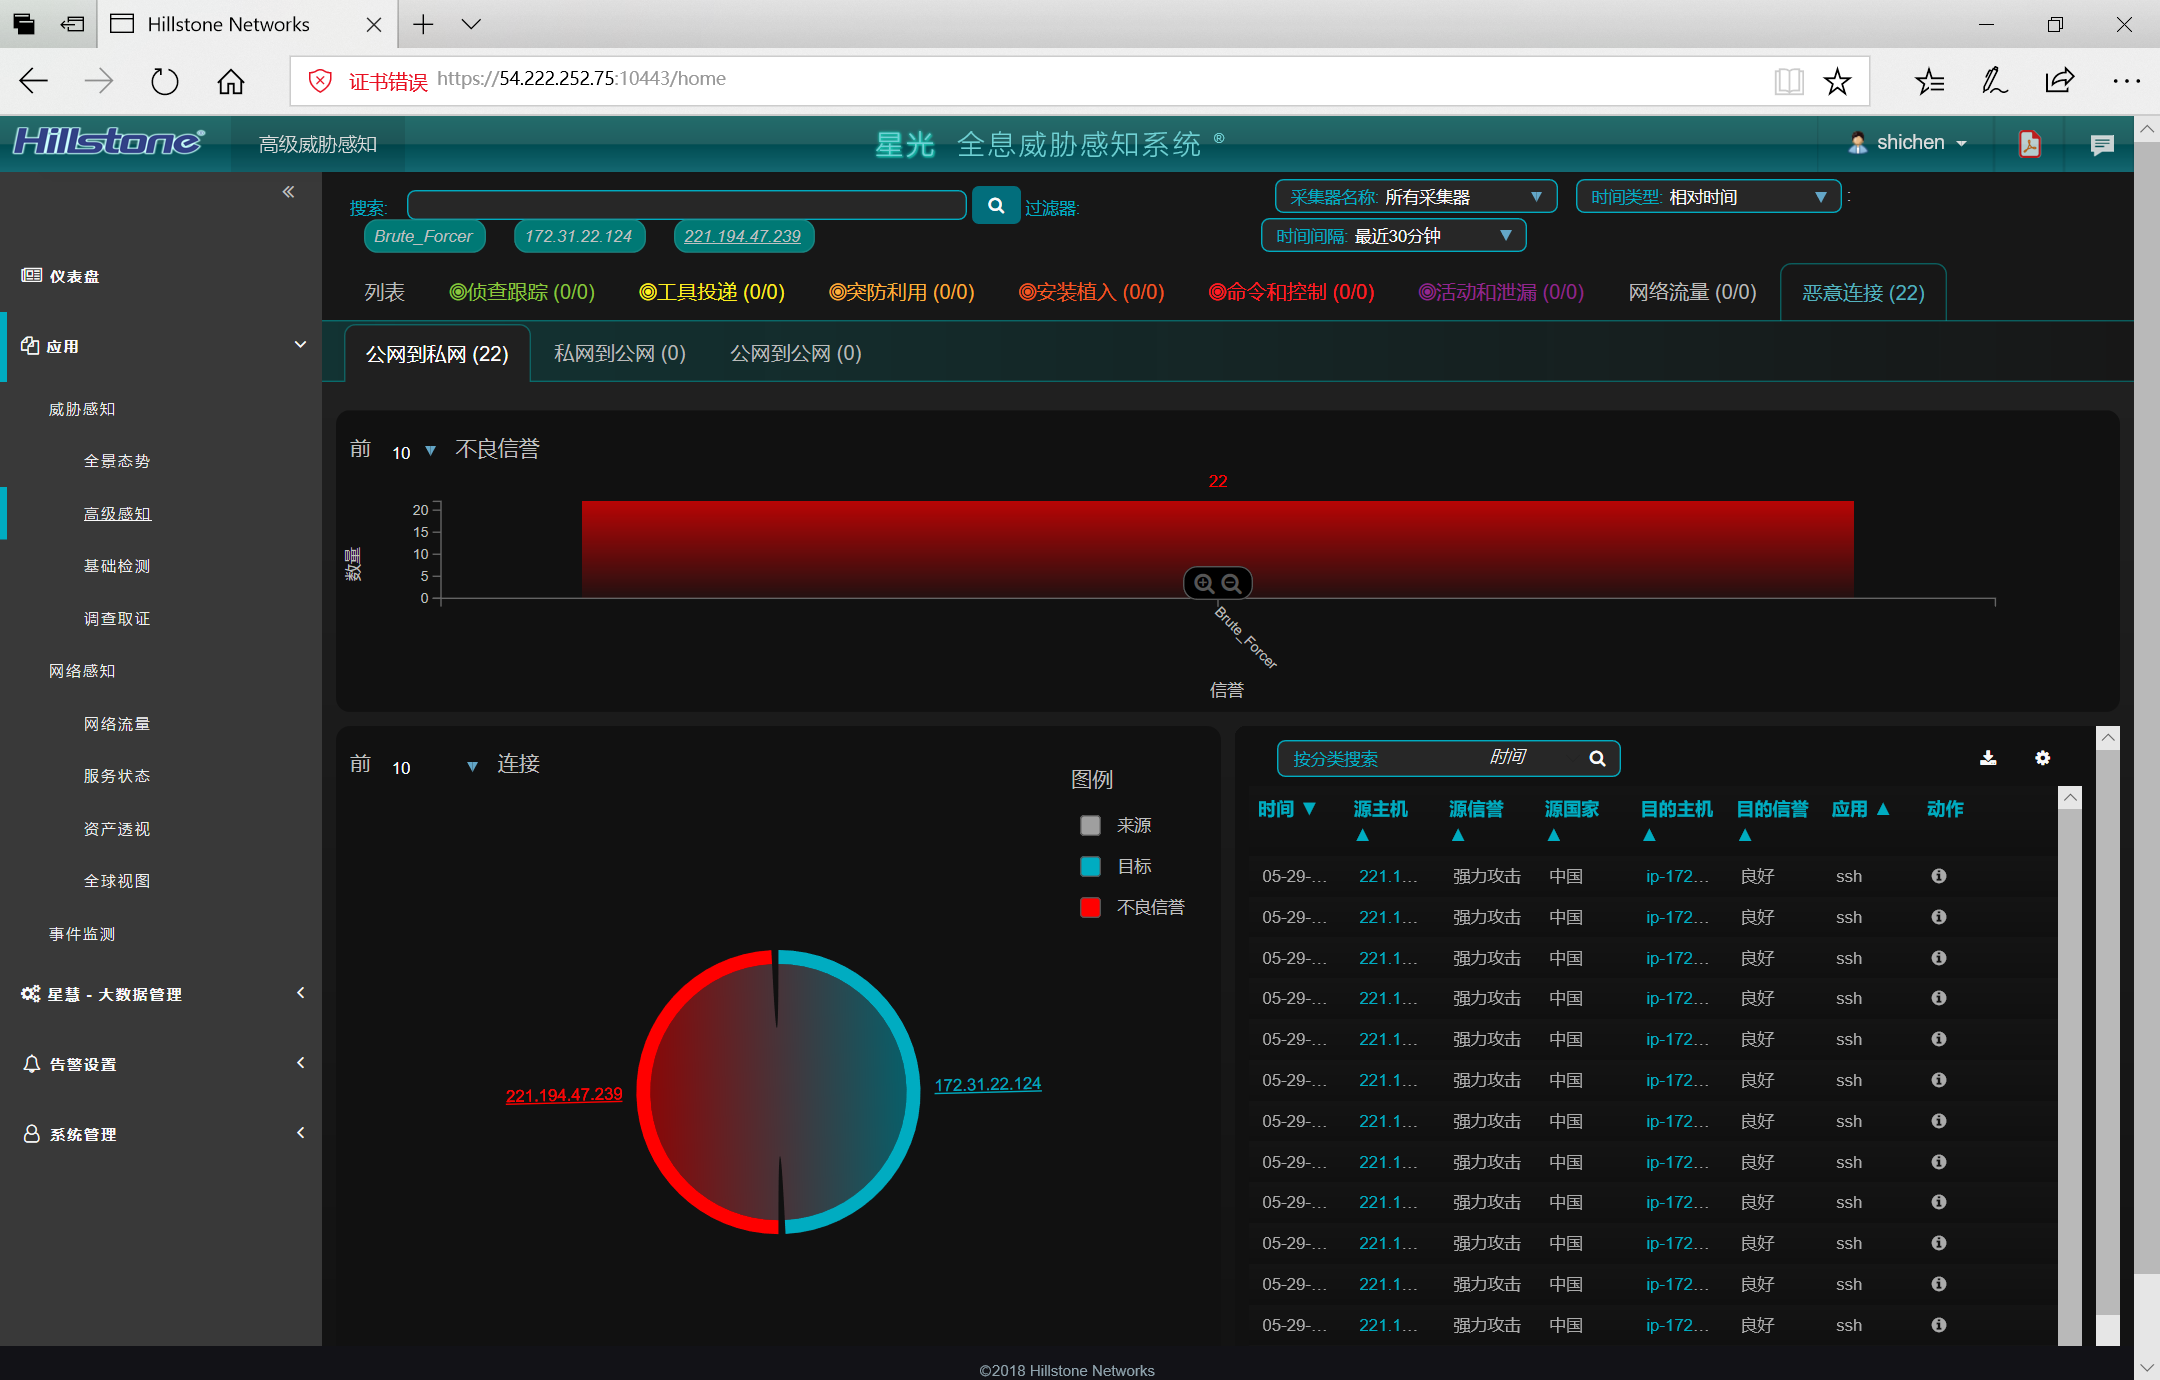 Hillstone Networks
证书错误 https://54.222.252.75:10443/home
Hillstone®
高级威胁感知
星光 全息威胁感知系统 ®
shichen
搜索:
过滤器:
采集器名称: 所有采集器
时间类型: 相对时间
:
Brute_Forcer
172.31.22.124
221.194.47.239
时间间隔: 最近30分钟
仪表盘
应用
威胁感知
全景态势
高级感知
基础检测
调查取证
网络感知
网络流量
服务状态
资产透视
全球视图
事件监测
星慧 - 大数据管理
告警设置
系统管理
列表
侦查跟踪 (0/0)
工具投递 (0/0)
突防利用 (0/0)
安装植入 (0/0)
命令和控制 (0/0)
活动和泄漏 (0/0)
网络流量 (0/0)
恶意连接 (22)
公网到私网 (22)
私网到公网 (0)
公网到公网 (0)
前 10 不良信誉
22
20
15
10
5
0
数量
Brute_Forcer
信誉
前 10 连接
图例
来源
目标
不良信誉
221.194.47.239
172.31.22.124
按分类搜索 时间
时间 源主机 源信誉 源国家 目的主机 目的信誉 应用 动作
05-29-... 221.1... 强力攻击 中国 ip-172... 良好 ssh
05-29-... 221.1... 强力攻击 中国 ip-172... 良好 ssh
05-29-... 221.1... 强力攻击 中国 ip-172... 良好 ssh
05-29-... 221.1... 强力攻击 中国 ip-172... 良好 ssh
05-29-... 221.1... 强力攻击 中国 ip-172... 良好 ssh
05-29-... 221.1... 强力攻击 中国 ip-172... 良好 ssh
05-29-... 221.1... 强力攻击 中国 ip-172... 良好 ssh
05-29-... 221.1... 强力攻击 中国 ip-172... 良好 ssh
05-29-... 221.1... 强力攻击 中国 ip-172... 良好 ssh
05-29-... 221.1... 强力攻击 中国 ip-172... 良好 ssh
05-29-... 221.1... 强力攻击 中国 ip-172... 良好 ssh
05-29-... 221.1... 强力攻击 中国 ip-172... 良好 ssh
©2018 Hillstone Networks